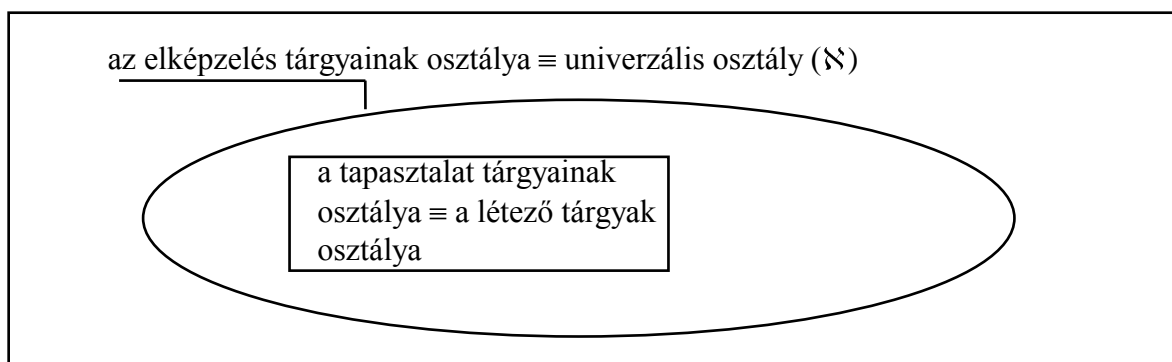 az elképzelés tárgyainak osztálya ≡ univerzális osztály (ℵ)
a tapasztalat tárgyainak
osztálya ≡ a létező tárgyak
osztálya